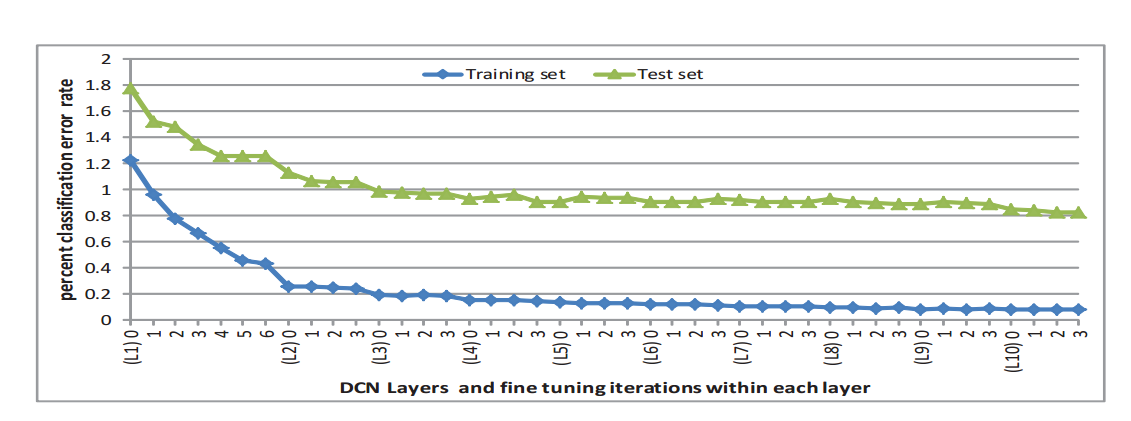 2
1.8
1.6
1.4
1.2
1
0.8
0.6
0.4
0.2
0
percent classification error rate
Training set
Test set
(L1) 0 1 2 3 4 5 6 (L2) 0 1 2 3 (L3) 0 1 2 3 (L4) 0 1 2 3 (L5) 0 1 2 3 (L6) 0 1 2 3 (L7) 0 1 2 3 (L8) 0 1 2 3 (L9) 0 1 2 3 (L10) 0 1 2 3
DCN Layers and fine tuning iterations within each layer